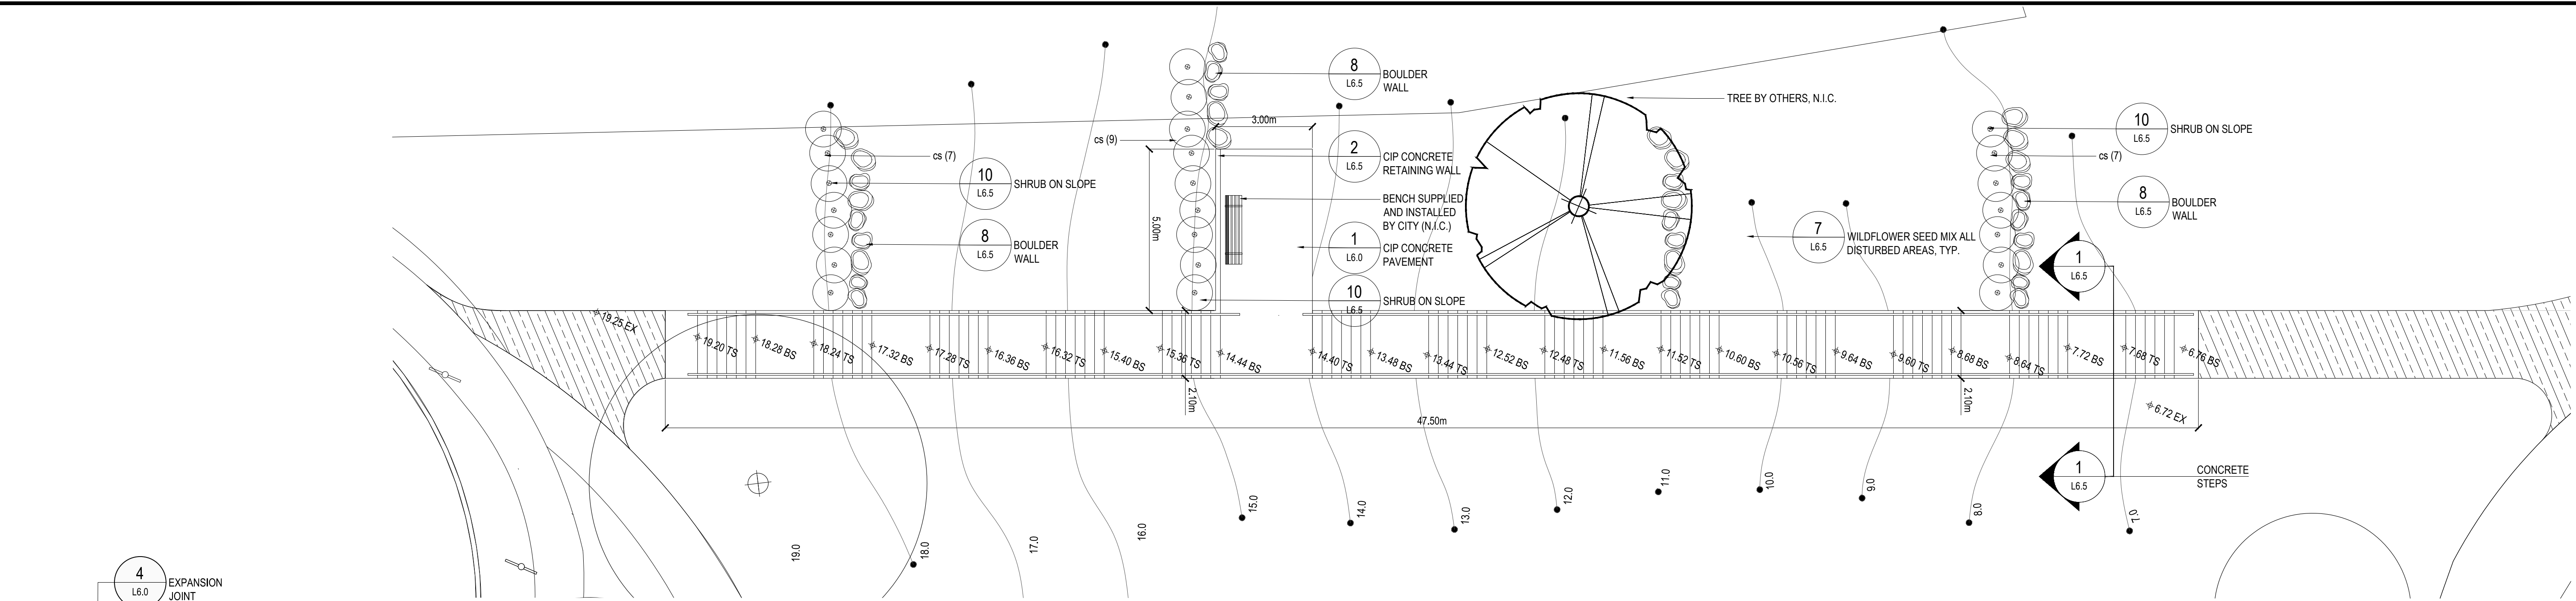 8
L6.5
BOULDER
WALL
TREE BY OTHERS, N.I.C.
3.00m
cs (9)
2
L6.5
CIP CONCRETE
RETAINING WALL
10
L6.5
SHRUB ON SLOPE
cs (7)
cs (7)
10
L6.5
SHRUB ON SLOPE
BENCH SUPPLIED
AND INSTALLED
BY CITY (N.I.C.)
8
L6.5
BOULDER
WALL
5.00m
8
L6.5
BOULDER
WALL
1
L6.0
CIP CONCRETE
PAVEMENT
7
L6.5
WILDFLOWER SEED MIX ALL
DISTURBED AREAS, TYP.
1
L6.5
10
L6.5
SHRUB ON SLOPE
19.25 EX
19.20 TS
18.28 BS
18.24 TS
17.32 BS
17.28 TS
16.36 BS
16.32 TS
15.40 BS
15.36 TS
14.44 BS
14.40 TS
13.48 BS
13.44 TS
12.52 BS
12.48 TS
11.56 BS
11.52 TS
10.60 BS
10.56 TS
9.64 BS
9.60 TS
8.68 BS
8.64 TS
7.72 BS
7.68 TS
6.76 BS
2.10m
2.10m
6.72 EX
47.50m
1
L6.5
CONCRETE
STEPS
19.0
18.0
17.0
16.0
15.0
14.0
13.0
12.0
11.0
10.0
9.0
8.0
7.0
4
L6.0
EXPANSION
JOINT